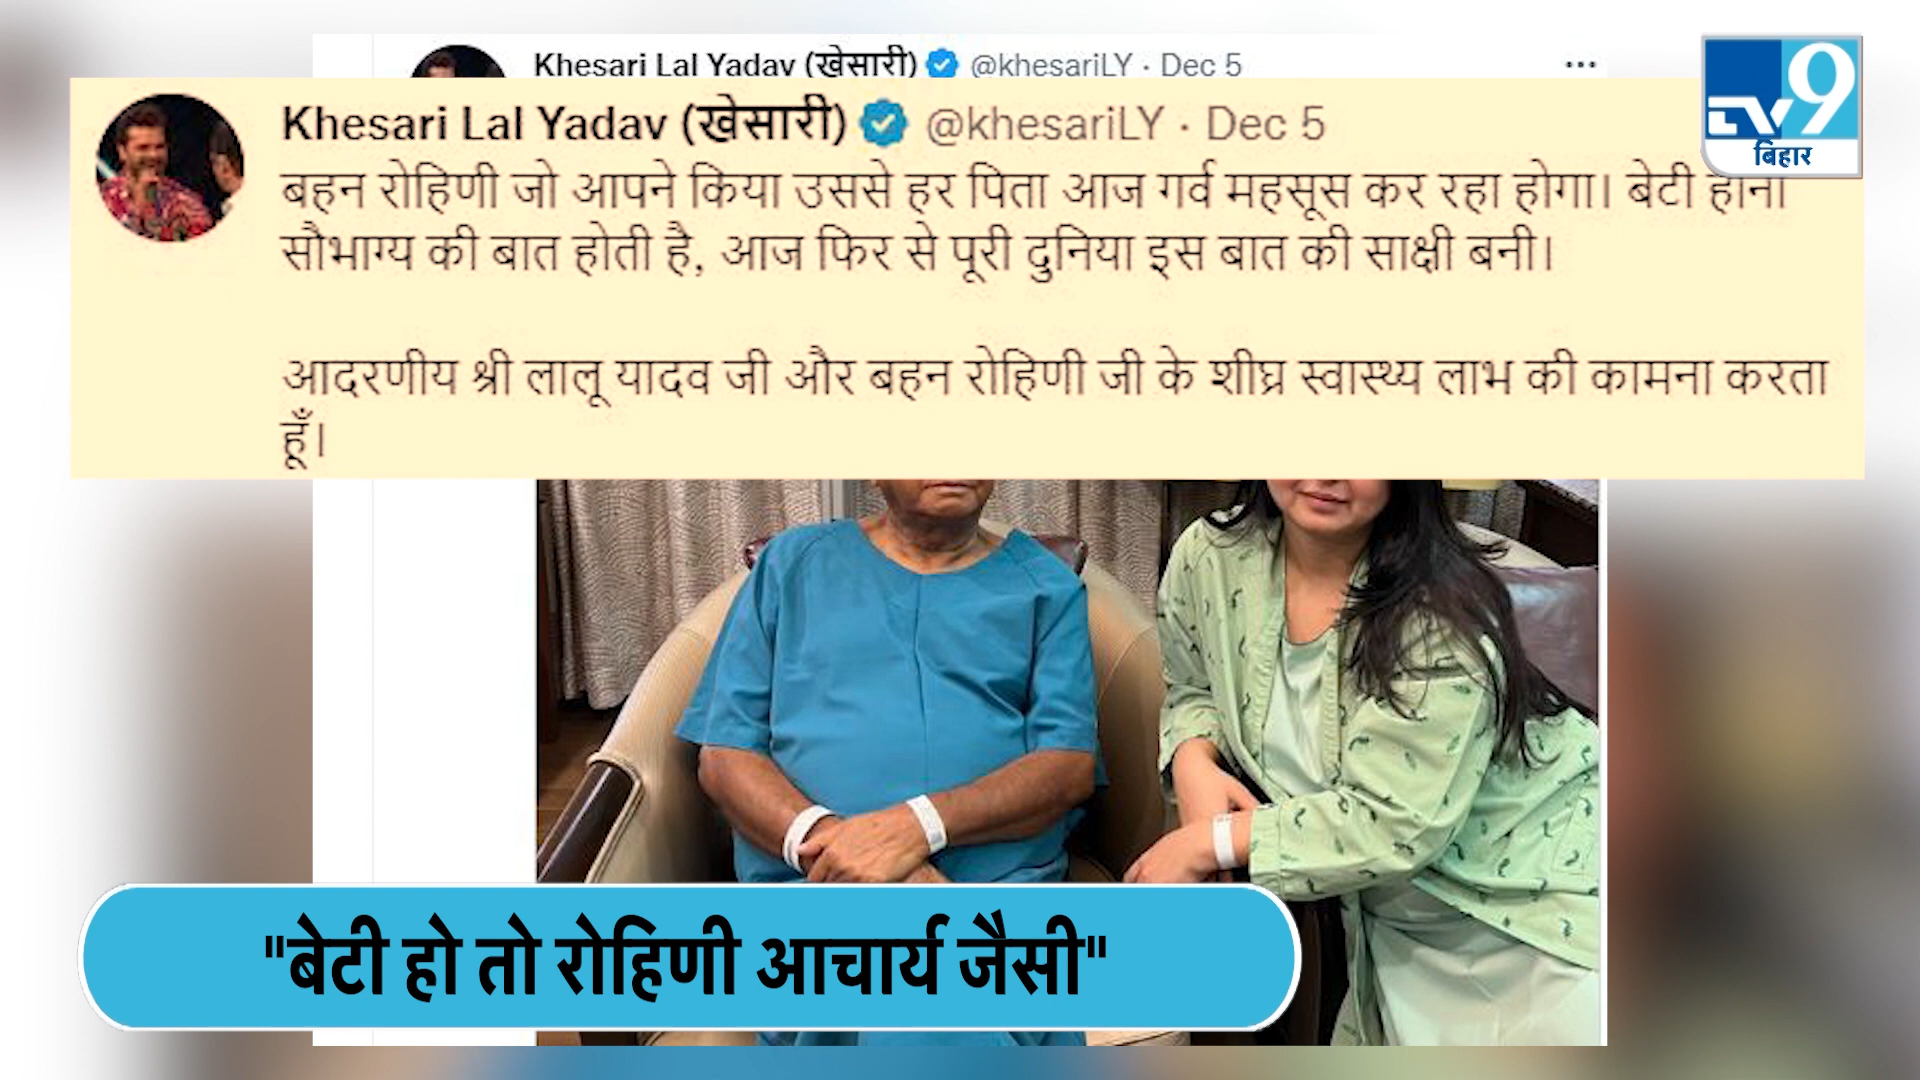 Khesari Lal Yadav (खेसारी) @khesariLY · Dec 5
TV9
बिहार
Khesari Lal Yadav (खेसारी) @khesariLY · Dec 5
बहन रोहिणी जो आपने किया उससे हर पिता आज गर्व महसूस कर रहा होगा। बेटी होना
सौभाग्य की बात होती है, आज फिर से पूरी दुनिया इस बात की साक्षी बनी।
आदरणीय श्री लालू यादव जी और बहन रोहिणी जी के शीघ्र स्वास्थ्य लाभ की कामना करता
हूँ।
"बेटी हो तो रोहिणी आचार्य जैसी"